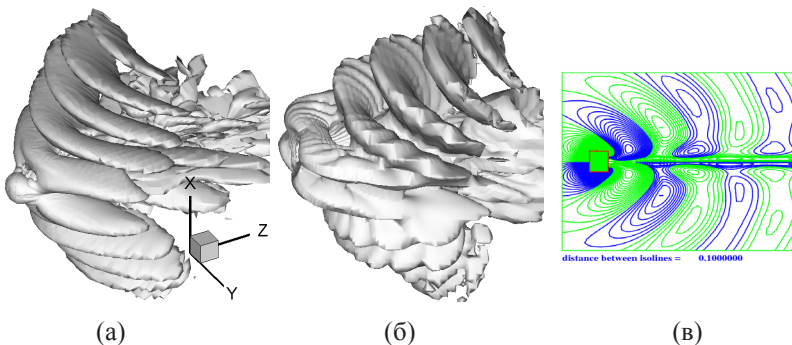 X
Z
Y
distance between isolines = 0.1000000
(а) (б) (в)